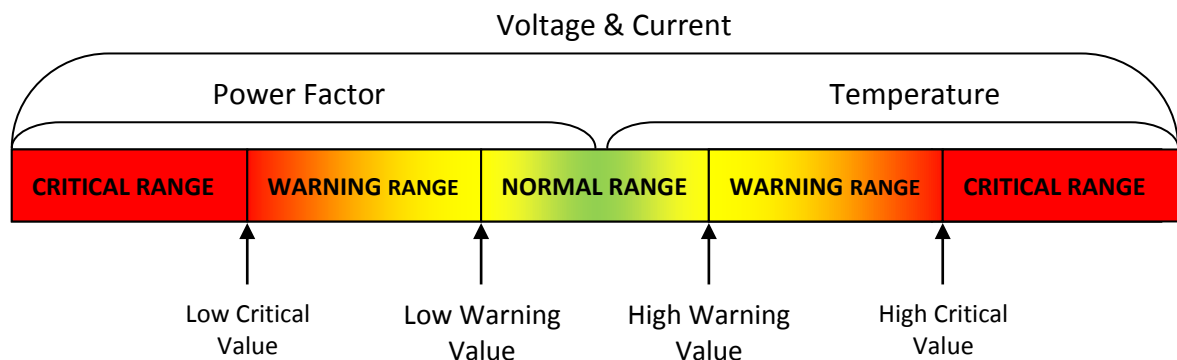 Voltage & Current
Power Factor
Temperature
CRITICAL RANGE
WARNING RANGE
NORMAL RANGE
WARNING RANGE
CRITICAL RANGE
Low Critical
Value
Low Warning
Value
High Warning
Value
High Critical
Value